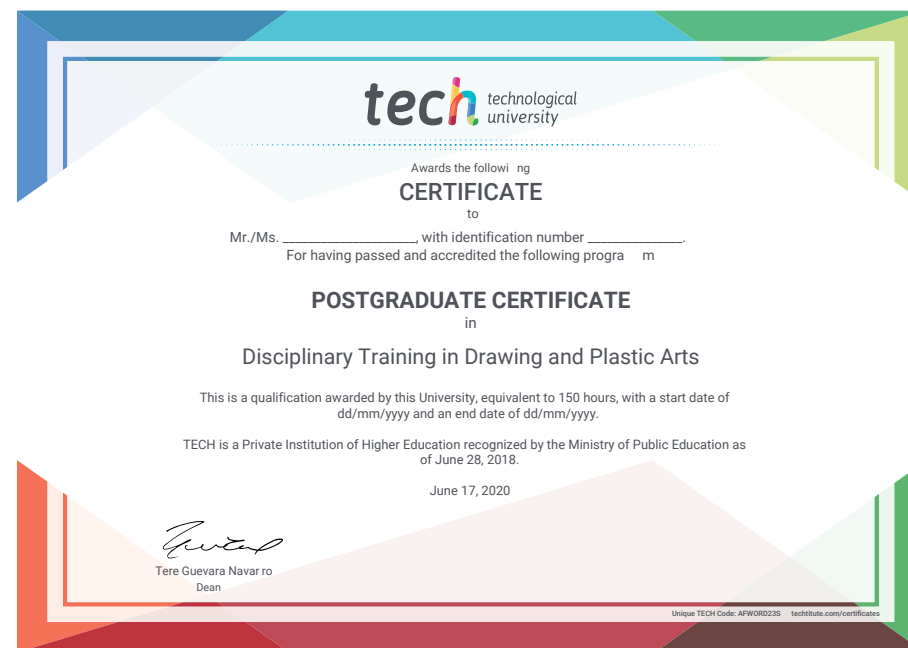 tech technological
university
Awards the followi ng
CERTIFICATE
to
Mr./Ms. ____________________, with identification number ______________.
For having passed and accredited the following progra m
POSTGRADUATE CERTIFICATE
in
Disciplinary Training in Drawing and Plastic Arts
This is a qualification awarded by this University, equivalent to 150 hours, with a start date of
dd/mm/yyyy and an end date of dd/mm/yyyy.
TECH is a Private Institution of Higher Education recognized by the Ministry of Public Education as
of June 28, 2018.
June 17, 2020
Tere Guevara Navar ro
Dean
Unique TECH Code: AFWORD23S techtitute.com/certificates